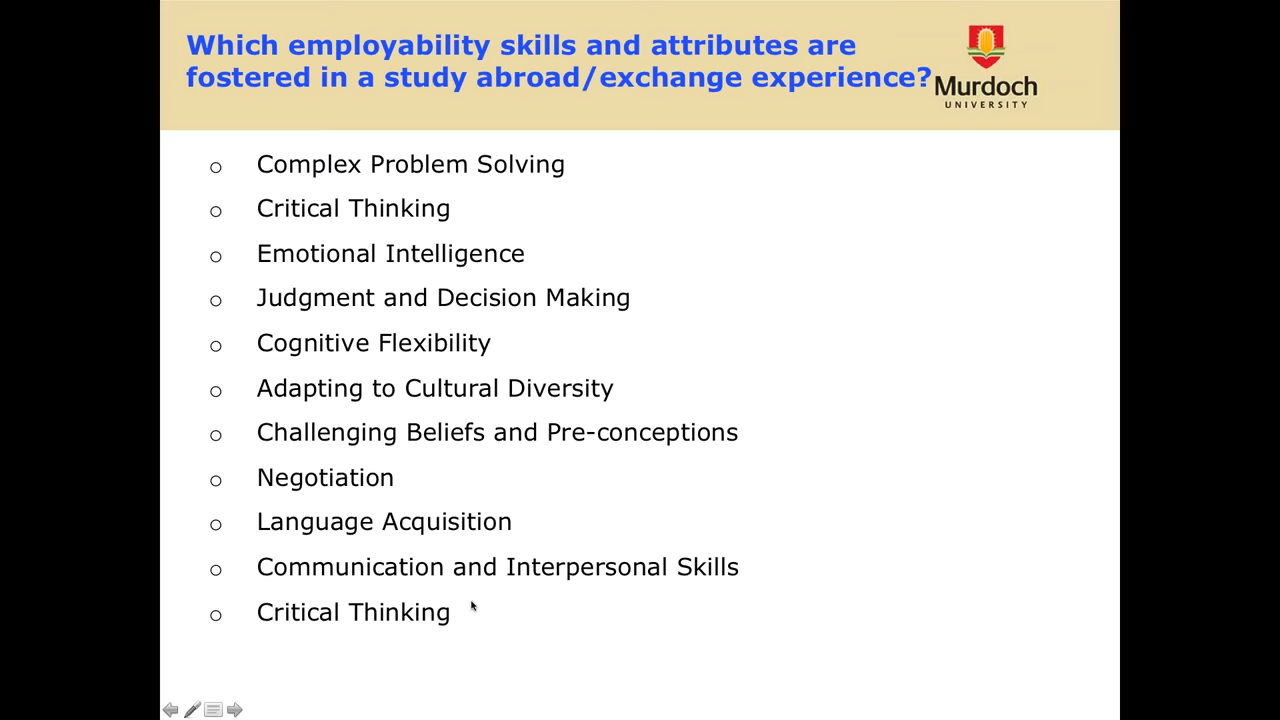 Which employability skills and attributes are
fostered in a study abroad/exchange experience?
Murdoch
UNIVERSITY
o Complex Problem Solving
o Critical Thinking
o Emotional Intelligence
o Judgment and Decision Making
o Cognitive Flexibility
o Adapting to Cultural Diversity
o Challenging Beliefs and Pre-conceptions
o Negotiation
o Language Acquisition
o Communication and Interpersonal Skills
o Critical Thinking